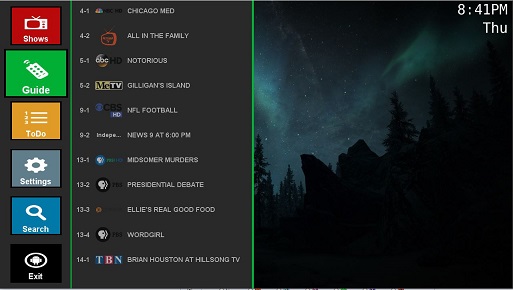 Shows
Guide
1
2
3
ToDo
Settings
Search
Exit
4-1 NBC HD CHICAGO MED
4-2 ALL IN THE FAMILY
5-1 abc HD NOTORIOUS
5-2 MeTV GILLIGAN'S ISLAND
9-1 CBS HD NFL FOOTBALL
9-2 Indepe... NEWS 9 AT 6:00 PM
13-1 MIDSOMER MURDERS
13-2 PBS PRESIDENTIAL DEBATE
13-3 ELLIE'S REAL GOOD FOOD
13-4 PBS WORDGIRL
14-1 TBN BRIAN HOUSTON AT HILLSONG TV
8:41PM
Thu